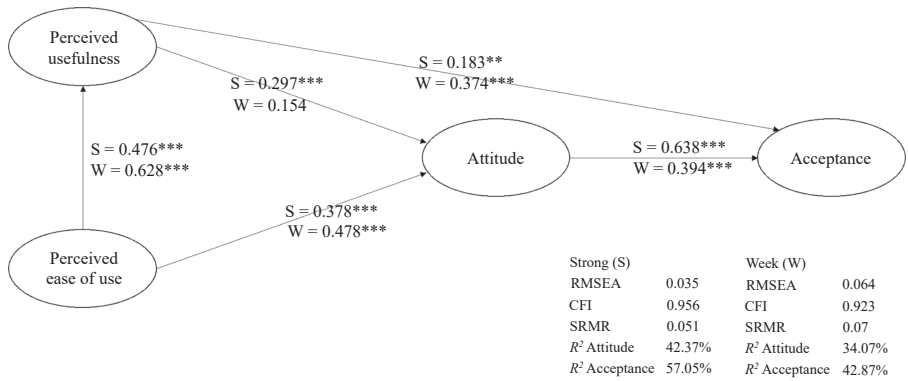 Perceived
usefulness
S = 0.183**
W = 0.374***
S = 0.297***
W = 0.154
S = 0.476***
W = 0.628***
Attitude
S = 0.638***
W = 0.394***
Acceptance
S = 0.378***
W = 0.478***
Perceived
ease of use
Strong (S) Week (W)
RMSEA 0.035 RMSEA 0.064
CFI 0.956 CFI 0.923
SRMR 0.051 SRMR 0.07
R² Attitude 42.37% R² Attitude 34.07%
R² Acceptance 57.05% R² Acceptance 42.87%